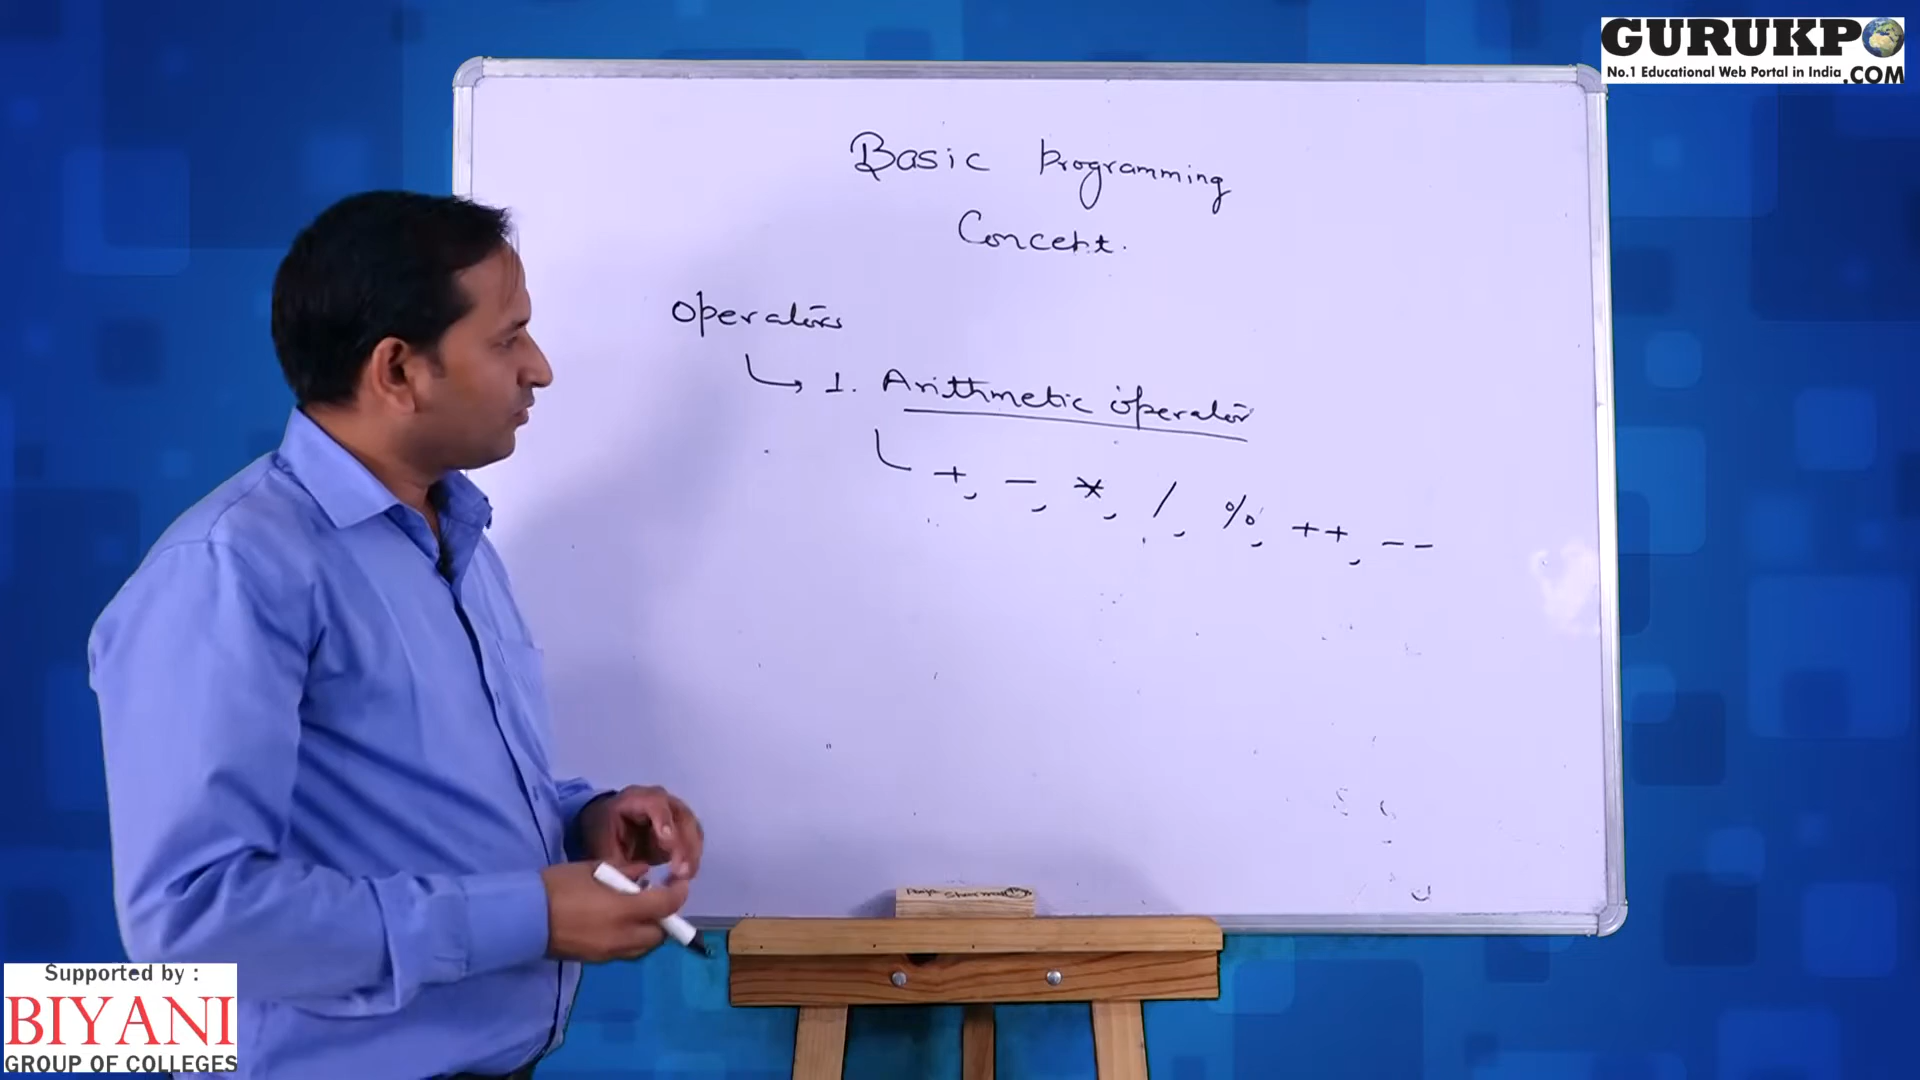 GURUKPO
No.1 Educational Web Portal in India .COM
Basic Programming
Concept.
Operators
1. Arithmetic operator
+, -, *, /, %, ++, --
Sharma
Supported by :
BIYANI
GROUP OF COLLEGES